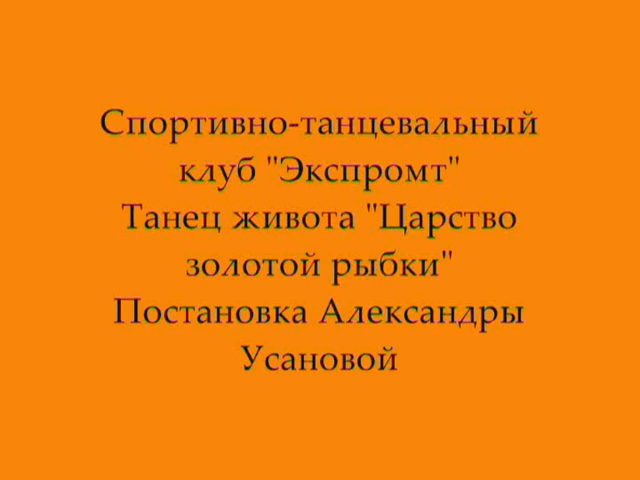 Спортивно-танцевальный
клуб "Экспромт"
Танец живота "Царство
золотой рыбки"
Постановка Александры
Усановой